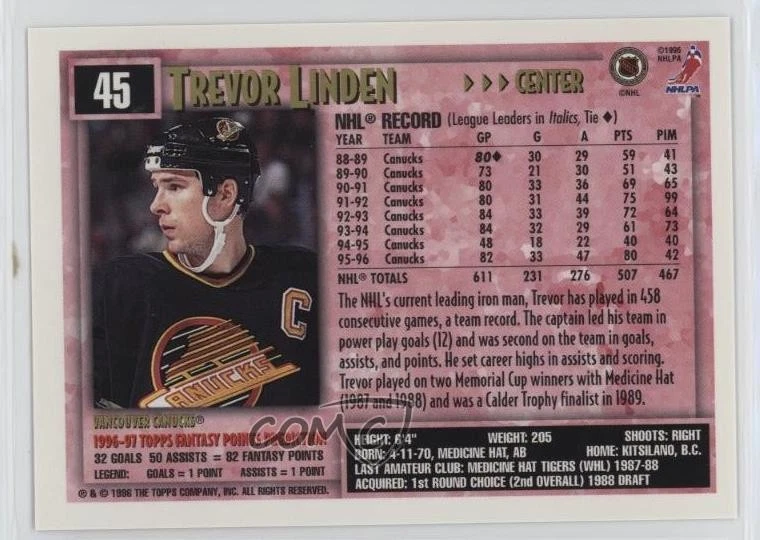 45
TREVOR LINDEN
CENTER
©NHL
©1996
NHLPA
NHLPA
NHL® RECORD (League Leaders in Italics, Tie ♦)
YEAR TEAM GP G A PTS PIM
88-89 Canucks 80♦ 30 29 59 41
89-90 Canucks 73 21 30 51 43
90-91 Canucks 80 33 36 69 65
91-92 Canucks 80 31 44 75 99
92-93 Canucks 84 33 39 72 64
93-94 Canucks 84 32 29 61 73
94-95 Canucks 48 18 22 40 40
95-96 Canucks 82 33 47 80 42
NHL® TOTALS 611 231 276 507 467
The NHL's current leading iron man, Trevor has played in 458
consecutive games, a team record. The captain led his team in
power play goals (12) and was second on the team in goals,
assists, and points. He set career highs in assists and scoring.
Trevor played on two Memorial Cup winners with Medicine Hat
(1987 and 1988) and was a Calder Trophy finalist in 1989.
C
CANUCKS
VANCOUVER CANUCKS®
1996-97 TOPPS FANTASY POINTS PREDICTION
32 GOALS 50 ASSISTS = 82 FANTASY POINTS
LEGEND: GOALS = 1 POINT ASSISTS = 1 POINT
® & © 1996 THE TOPPS COMPANY, INC. ALL RIGHTS RESERVED.
HEIGHT: 6'4" WEIGHT: 205 SHOOTS: RIGHT
BORN: 4-11-70, MEDICINE HAT, AB HOME: KITSILANO, B.C.
LAST AMATEUR CLUB: MEDICINE HAT TIGERS (WHL) 1987-88
ACQUIRED: 1st ROUND CHOICE (2nd OVERALL) 1988 DRAFT
COMC